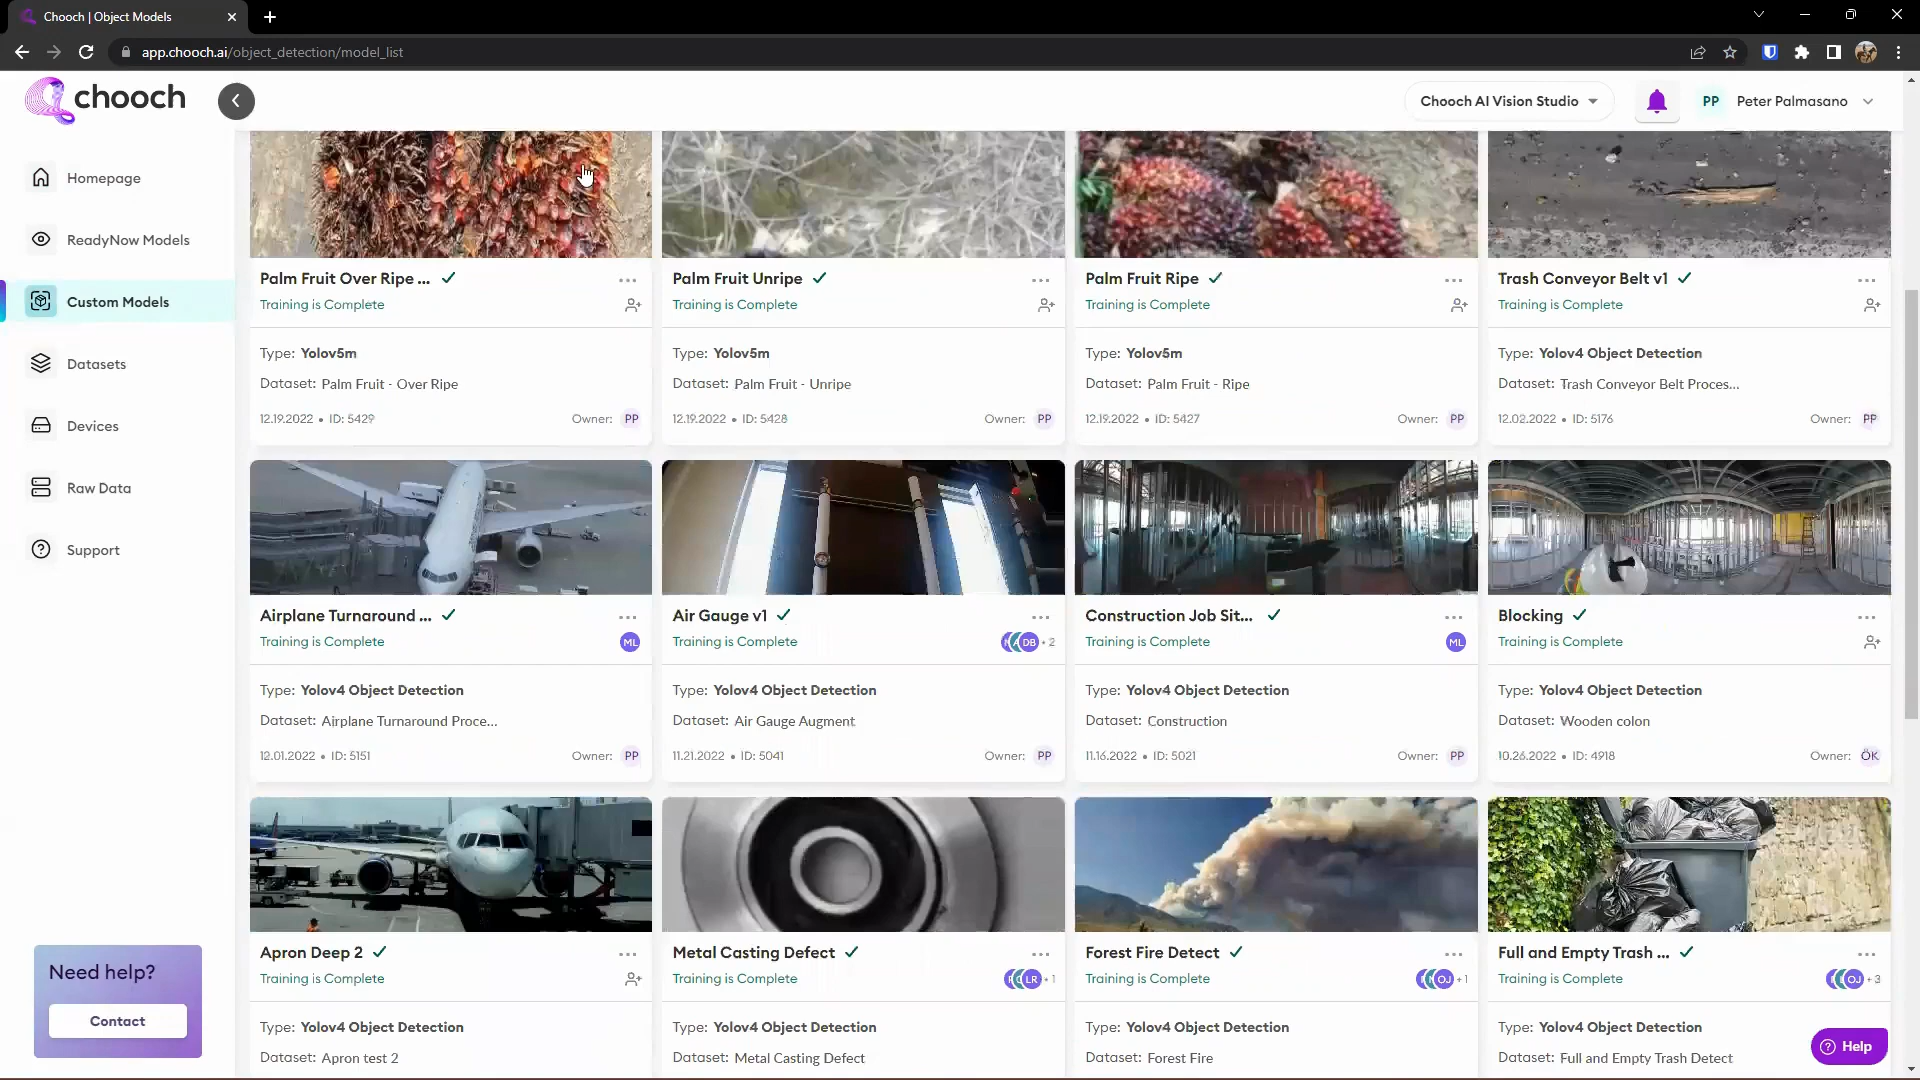 Chooch | Object Models
app.chooch.ai/object_detection/model_list
chooch
Chooch AI Vision Studio
PP Peter Palmasano
Homepage
ReadyNow Models
Custom Models
Datasets
Devices
Raw Data
Support
Need help?
Contact
Palm Fruit Over Ripe ...
Training is Complete
Type: Yolov5m
Dataset: Palm Fruit - Over Ripe
12.19.2022 • ID: 5429 Owner: PP
Palm Fruit Unripe
Training is Complete
Type: Yolov5m
Dataset: Palm Fruit - Unripe
12.19.2022 • ID: 5428 Owner: PP
Palm Fruit Ripe
Training is Complete
Type: Yolov5m
Dataset: Palm Fruit - Ripe
12.19.2022 • ID: 5427 Owner: PP
Trash Conveyor Belt v1
Training is Complete
Type: Yolov4 Object Detection
Dataset: Trash Conveyor Belt Proces...
12.02.2022 • ID: 5176 Owner: PP
Airplane Turnaround ...
Training is Complete ML
Type: Yolov4 Object Detection
Dataset: Airplane Turnaround Proce...
12.01.2022 • ID: 5151 Owner: PP
Air Gauge v1
Training is Complete DB • 2
Type: Yolov4 Object Detection
Dataset: Air Gauge Augment
11.21.2022 • ID: 5041 Owner: PP
Construction Job Sit...
Training is Complete ML
Type: Yolov4 Object Detection
Dataset: Construction
11.16.2022 • ID: 5021 Owner: PP
Blocking
Training is Complete
Type: Yolov4 Object Detection
Dataset: Wooden colon
10.26.2022 • ID: 4918 Owner: ÖK
Apron Deep 2
Training is Complete
Type: Yolov4 Object Detection
Dataset: Apron test 2
Metal Casting Defect
Training is Complete LR • 1
Type: Yolov4 Object Detection
Dataset: Metal Casting Defect
Forest Fire Detect
Training is Complete OJ +1
Type: Yolov4 Object Detection
Dataset: Forest Fire
Full and Empty Trash ...
Training is Complete OJ + 3
Type: Yolov4 Object Detection
Dataset: Full and Empty Trash Detect
Help